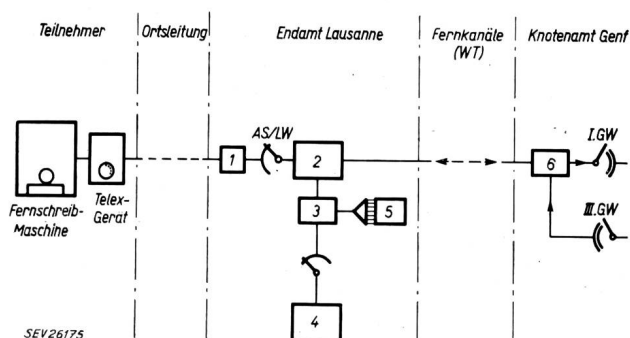 Teilnehmer
Ortsleitung
Endamt Lausanne
Fernkanäle
(WT)
Knotenamt Genf
AS/LW
1
2
3
5
4
6
I.GW
III.GW
Fernschreib-
Maschine
Telex-
Gerät
SEV26175